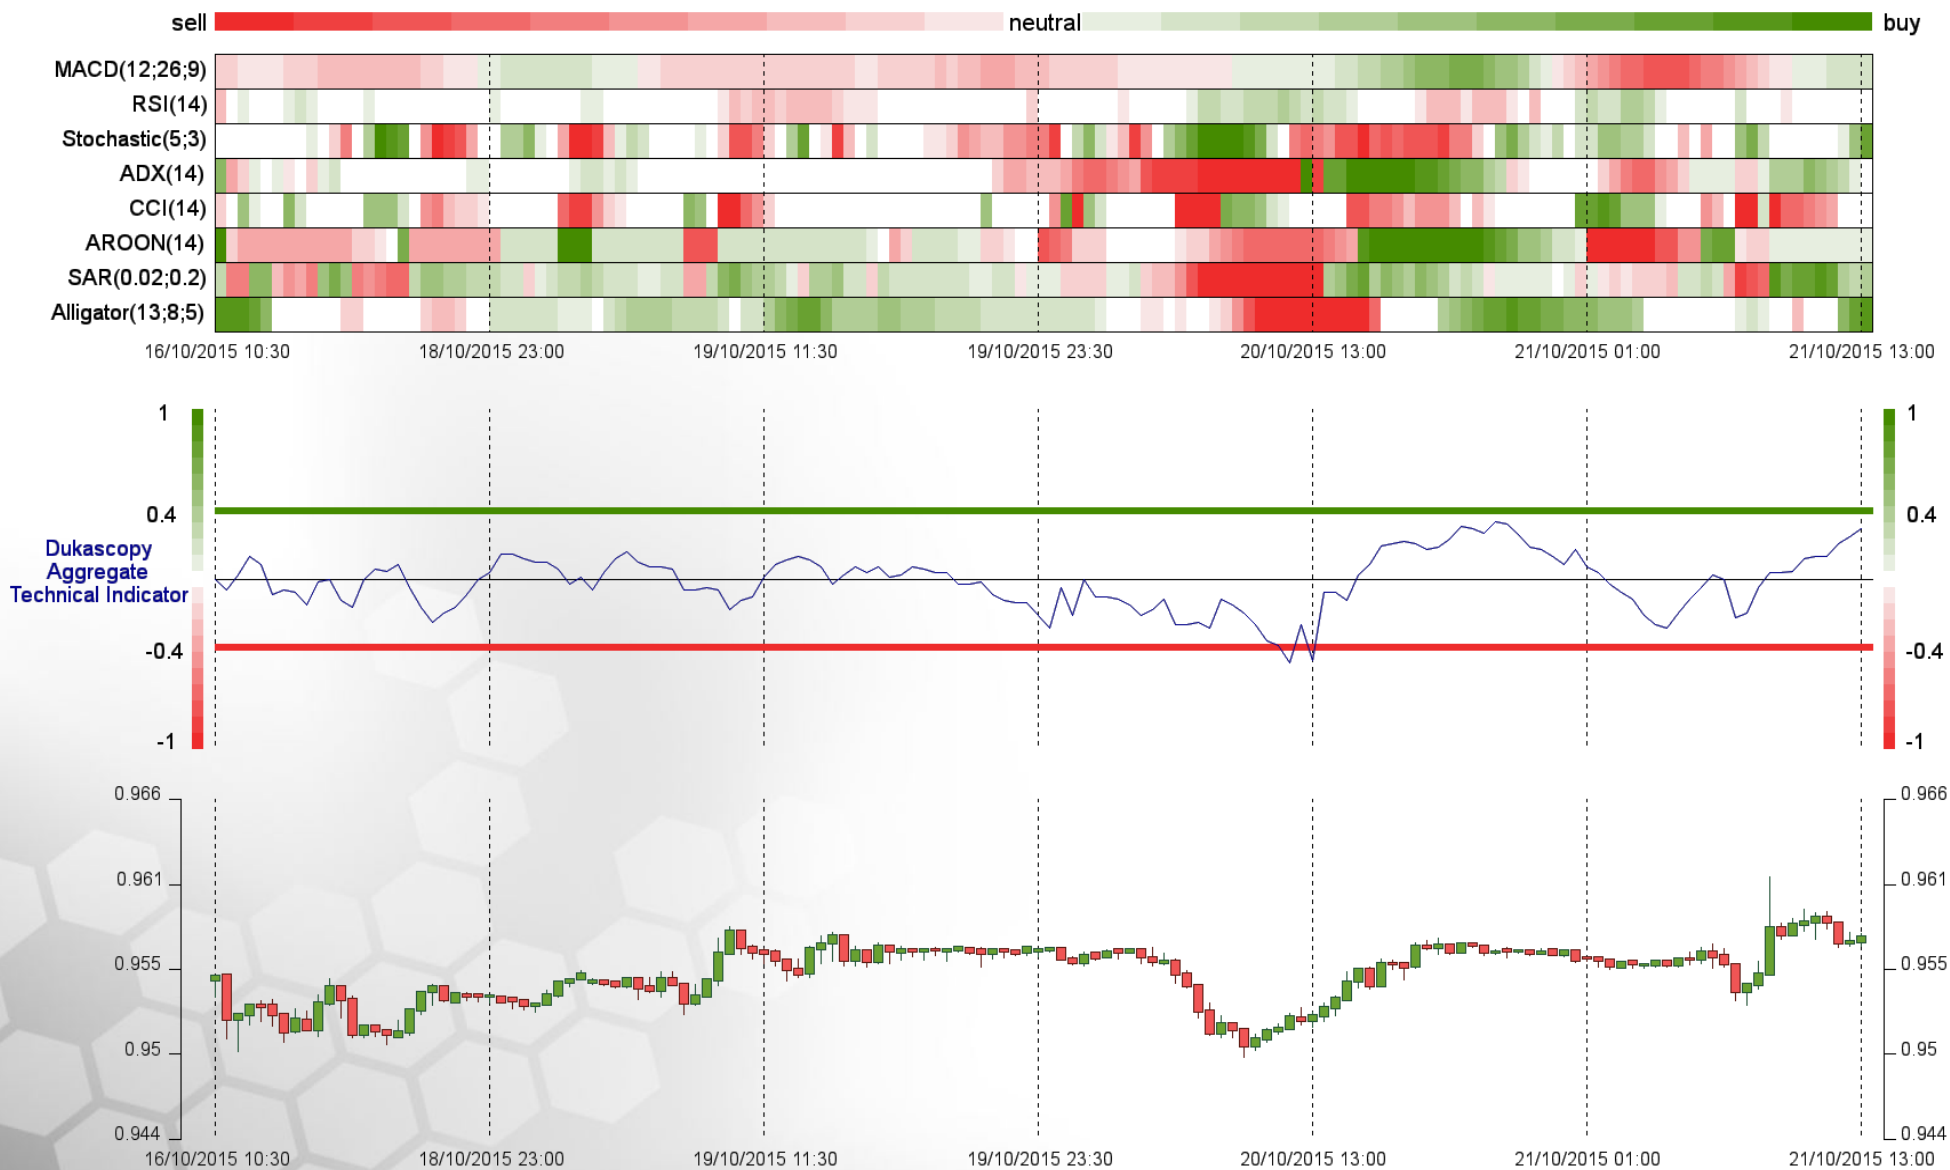 sell neutral buy
MACD(12;26;9)
RSI(14)
Stochastic(5;3)
ADX(14)
CCI(14)
AROON(14)
SAR(0.02;0.2)
Alligator(13;8;5)
16/10/2015 10:30 18/10/2015 23:00 19/10/2015 11:30 19/10/2015 23:30 20/10/2015 13:00 21/10/2015 01:00 21/10/2015 13:00
1 1
0.4 0.4
Dukascopy
Aggregate
Technical Indicator
-0.4 -0.4
-1 -1
0.966 0.966
0.961 0.961
0.955 0.955
0.95 0.95
0.944 0.944
16/10/2015 10:30 18/10/2015 23:00 19/10/2015 11:30 19/10/2015 23:30 20/10/2015 13:00 21/10/2015 01:00 21/10/2015 13:00